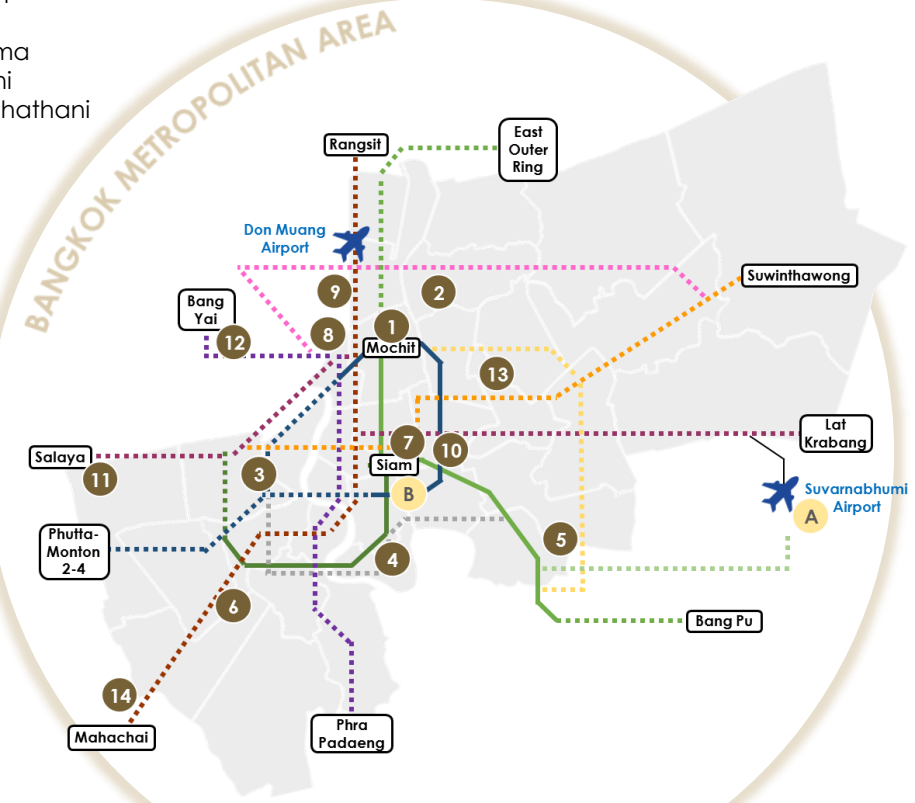 ma
ni
hathani
BANGKOK METROPOLITAN AREA
Rangsit
East
Outer
Ring
Don Muang
Airport
Suwinthawong
Bang
Yai
9
2
1
8
12
Mochit
13
Lat
Krabang
7
10
Salaya
Siam
11
3
B
Suvarnabhumi
Airport
A
Phutta-
Monton
2-4
5
4
6
Bang Pu
14
Mahachai
Phra
Padaeng